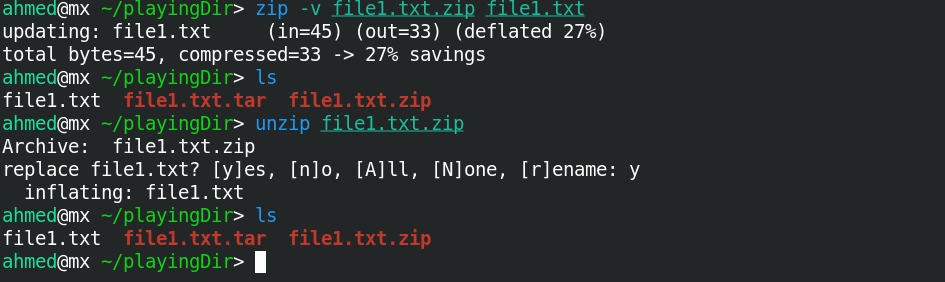 ahmed@mx ~/playingDir> zip -v file1.txt.zip file1.txt
updating: file1.txt     (in=45) (out=33) (deflated 27%)
total bytes=45, compressed=33 -> 27% savings
ahmed@mx ~/playingDir> ls
file1.txt  file1.txt.tar  file1.txt.zip
ahmed@mx ~/playingDir> unzip file1.txt.zip
Archive:  file1.txt.zip
replace file1.txt? [y]es, [n]o, [A]ll, [N]one, [r]ename: y
  inflating: file1.txt
ahmed@mx ~/playingDir> ls
file1.txt  file1.txt.tar  file1.txt.zip
ahmed@mx ~/playingDir>